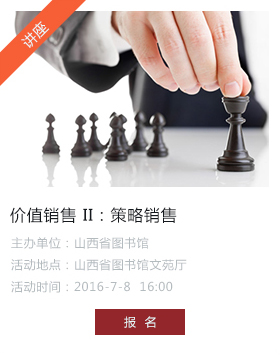 讲座
价值销售 II：策略销售
主办单位：山西省图书馆
活动地点：山西省图书馆文苑厅
活动时间：2016-7-8 16:00
报 名